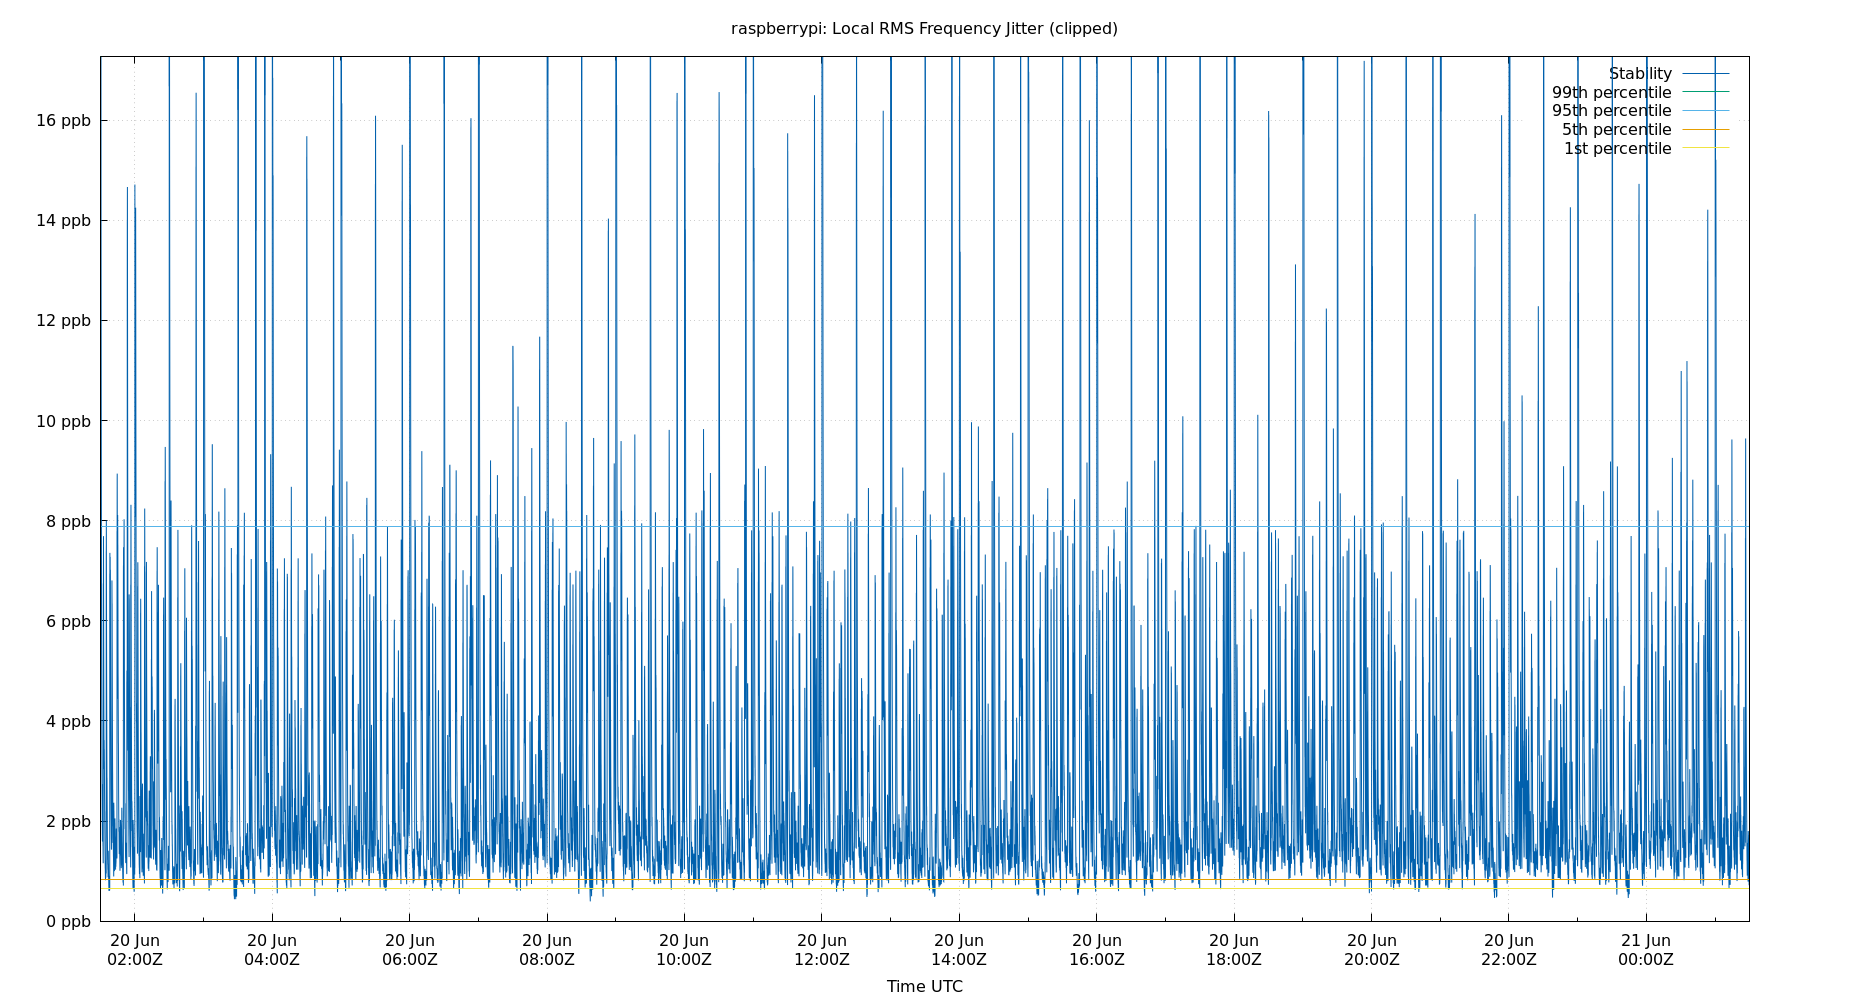 raspberrypi: Local RMS Frequency Jitter (clipped)
Stability
99th percentile
95th percentile
5th percentile
1st percentile
16 ppb
14 ppb
12 ppb
10 ppb
8 ppb
6 ppb
4 ppb
2 ppb
0 ppb
20 Jun 20 Jun 20 Jun 20 Jun 20 Jun 20 Jun 20 Jun 20 Jun 20 Jun 20 Jun 20 Jun 21 Jun
02:00Z 04:00Z 06:00Z 08:00Z 10:00Z 12:00Z 14:00Z 16:00Z 18:00Z 20:00Z 22:00Z 00:00Z
Time UTC